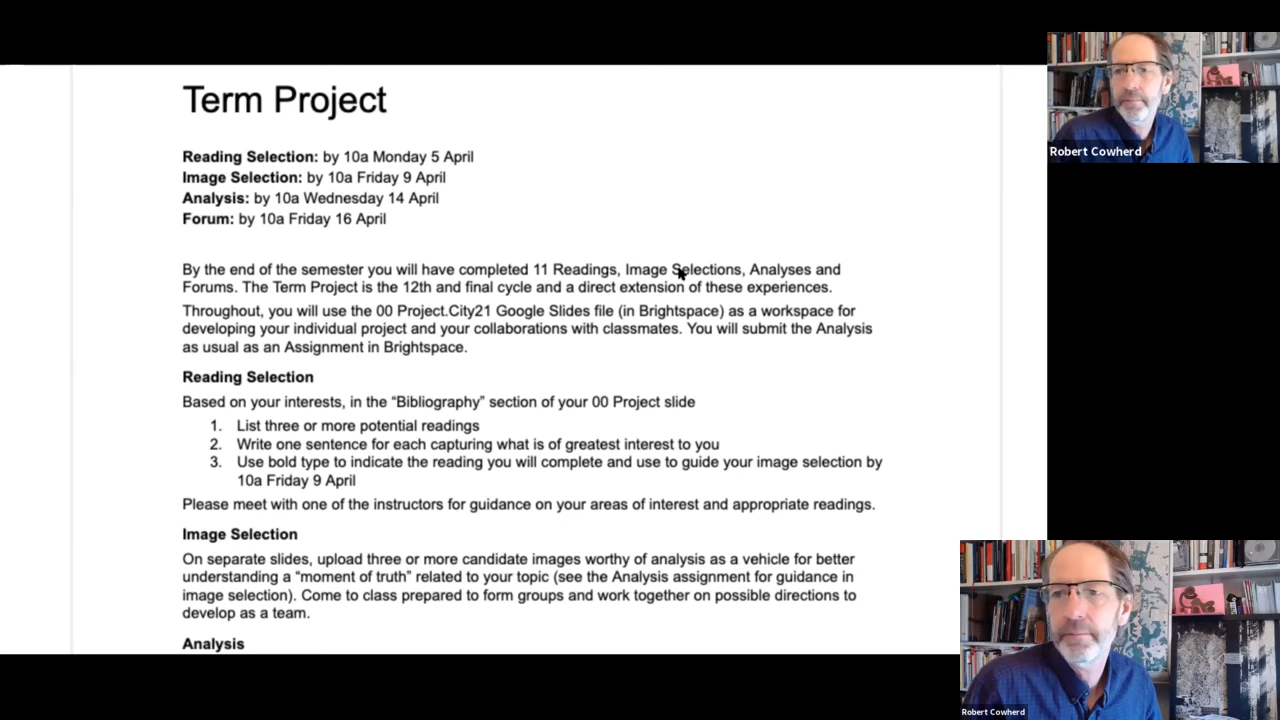 Term Project
Reading Selection: by 10a Monday 5 April
Image Selection: by 10a Friday 9 April
Analysis: by 10a Wednesday 14 April
Forum: by 10a Friday 16 April
By the end of the semester you will have completed 11 Readings, Image Selections, Analyses and
Forums. The Term Project is the 12th and final cycle and a direct extension of these experiences.
Throughout, you will use the 00 Project.City21 Google Slides file (in Brightspace) as a workspace for
developing your individual project and your collaborations with classmates. You will submit the Analysis
as usual as an Assignment in Brightspace.
Reading Selection
Based on your interests, in the “Bibliography” section of your 00 Project slide
1. List three or more potential readings
2. Write one sentence for each capturing what is of greatest interest to you
3. Use bold type to indicate the reading you will complete and use to guide your image selection by
10a Friday 9 April
Please meet with one of the instructors for guidance on your areas of interest and appropriate readings.
Image Selection
On separate slides, upload three or more candidate images worthy of analysis as a vehicle for better
understanding a “moment of truth” related to your topic (see the Analysis assignment for guidance in
image selection). Come to class prepared to form groups and work together on possible directions to
develop as a team.
Analysis
Robert Cowherd
Robert Cowherd